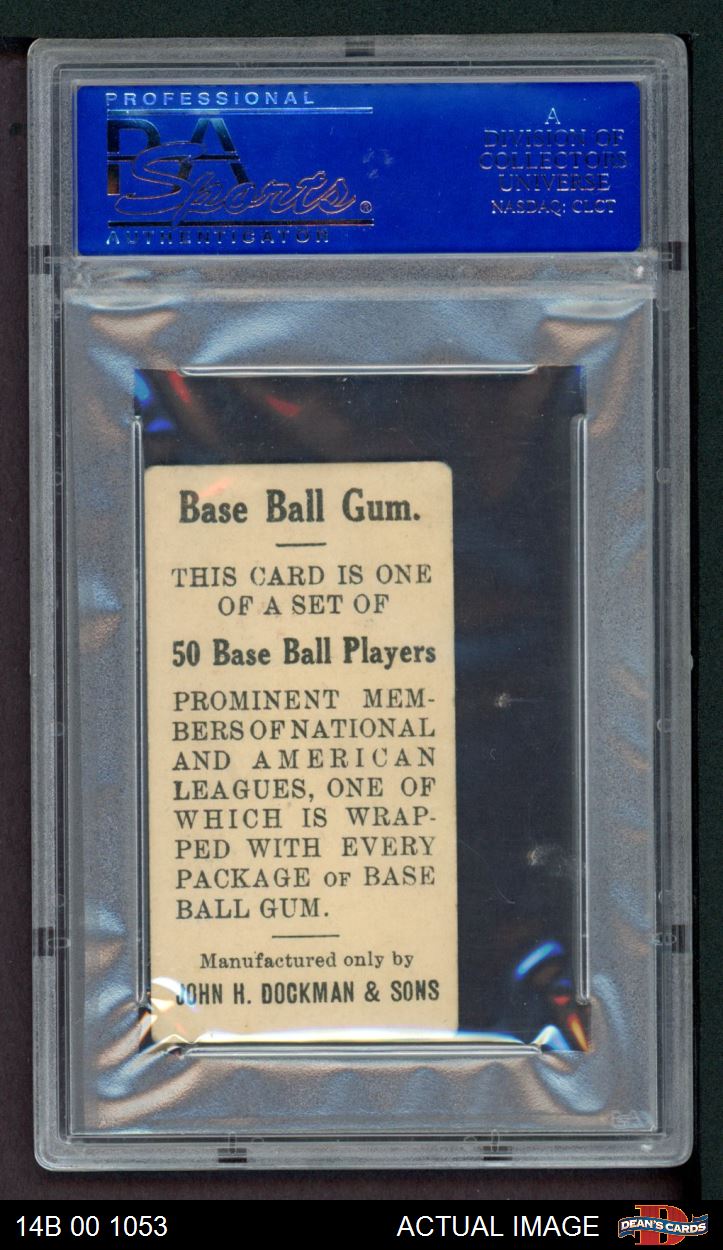 PROFESSIONAL
PSA
Sports®
AUTHENTICATOR
A
DIVISION OF
COLLECTORS
UNIVERSE
NASDAQ: CLCT
Base Ball Gum.
THIS CARD IS ONE
OF A SET OF
50 Base Ball Players
PROMINENT MEM-
BERS OF NATIONAL
AND AMERICAN
LEAGUES, ONE OF
WHICH IS WRAP-
PED WITH EVERY
PACKAGE OF BASE
BALL GUM.
Manufactured only by
JOHN H. DOCKMAN & SONS
14B 00 1053
ACTUAL IMAGE
DEAN'S CARDS